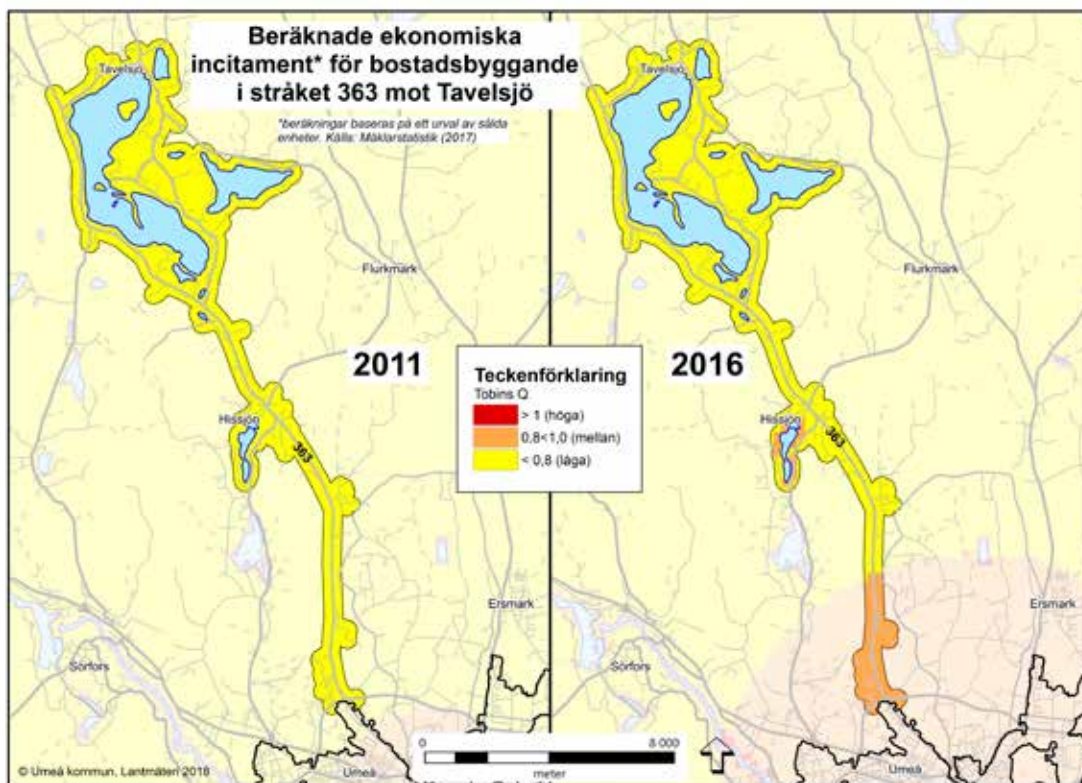 Beräknade ekonomiska
incitament* för bostadsbyggande
i stråket 363 mot Tavelsjö
*beräkningar baseras på ett urval av sålda
enheter. Källa: Mäklarstatistik (2017)
Tavelsjö
Flurkmark
2011
Hissjön
363
Ersmark
Sörfors
Umeå
© Umeå kommun, Lantmäteri 2018
Teckenförklaring
Tobins Q
> 1 (höga)
0,8<1,0 (mellan)
< 0,8 (låga)
Tavelsjö
Flurkmark
2016
Hissjön
363
Ersmark
Sörfors
Umeå
0 8 000
meter